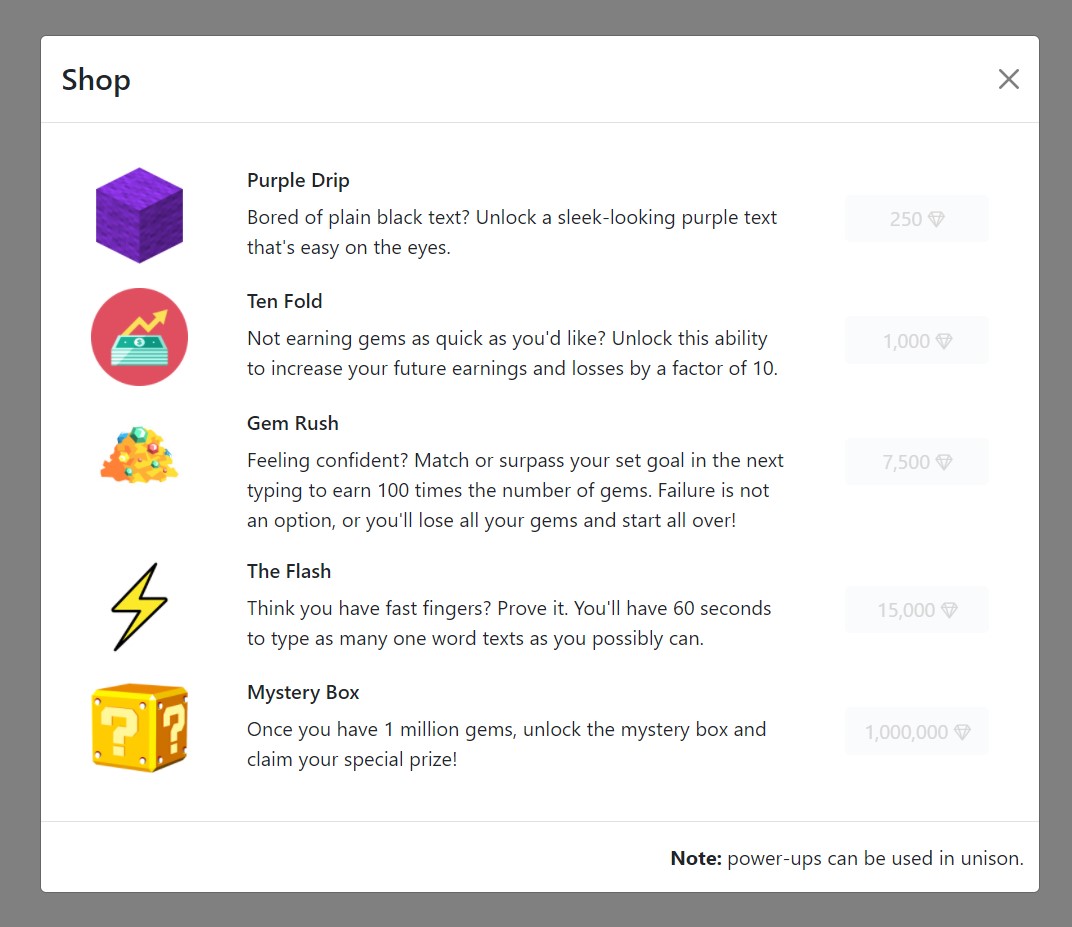 Shop
Purple Drip
Bored of plain black text? Unlock a sleek-looking purple text
that's easy on the eyes.
250
Ten Fold
Not earning gems as quick as you'd like? Unlock this ability
to increase your future earnings and losses by a factor of 10.
1,000
Gem Rush
Feeling confident? Match or surpass your set goal in the next
typing to earn 100 times the number of gems. Failure is not
an option, or you'll lose all your gems and start all over!
7,500
The Flash
Think you have fast fingers? Prove it. You'll have 60 seconds
to type as many one word texts as you possibly can.
15,000
? ?
Mystery Box
Once you have 1 million gems, unlock the mystery box and
claim your special prize!
1,000,000
Note: power-ups can be used in unison.